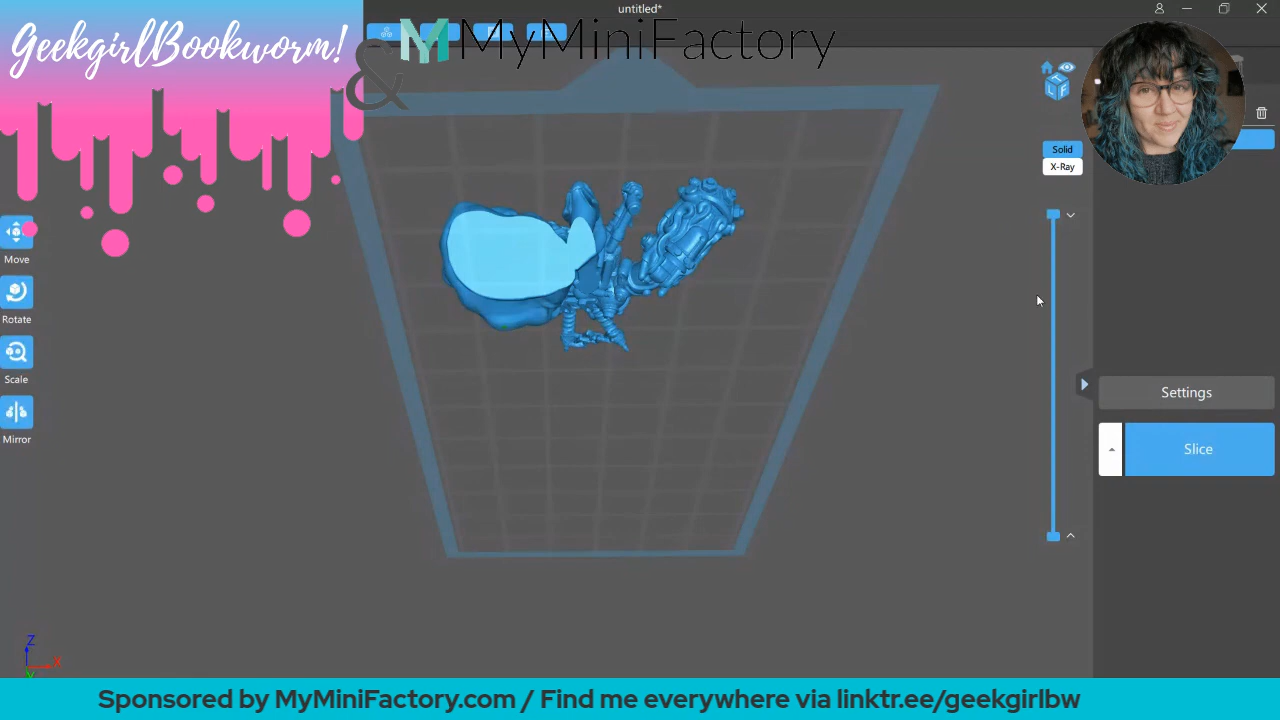 untitled*
GeekgirlBookworm!
&
MyMiniFactory
Solid
X-Ray
Move
Rotate
Scale
Mirror
Settings
Slice
Z
X
Y
Sponsored by MyMiniFactory.com / Find me everywhere via linktr.ee/geekgirlbw